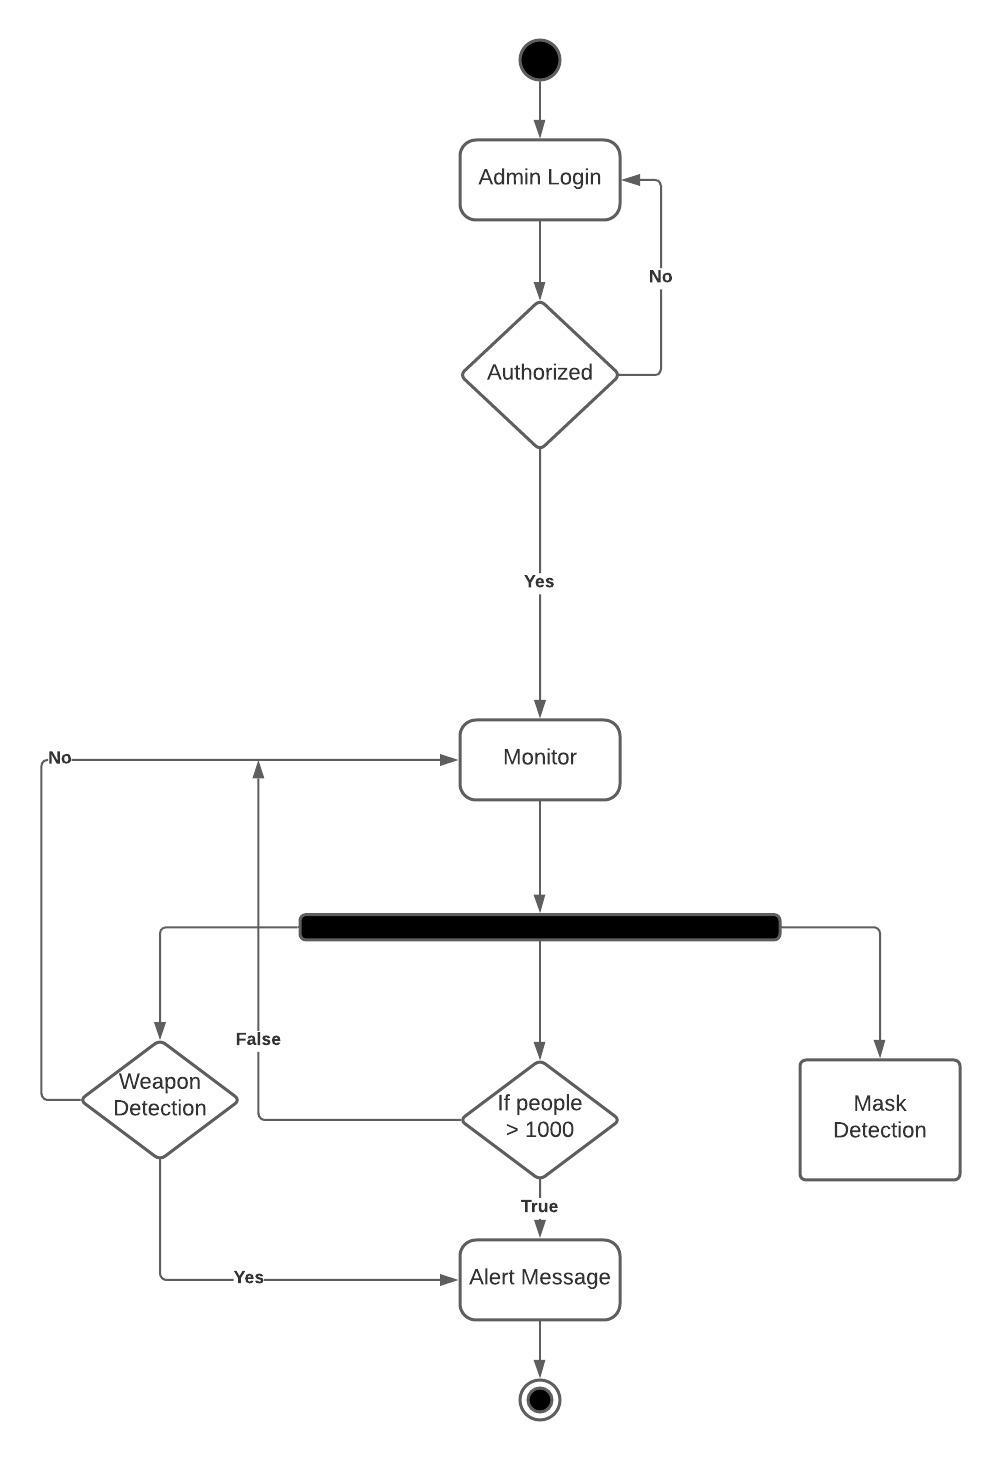 Admin Login
No
Authorized
Yes
No
Monitor
False
Weapon
Detection
If people
> 1000
Mask
Detection
True
Yes
Alert Message